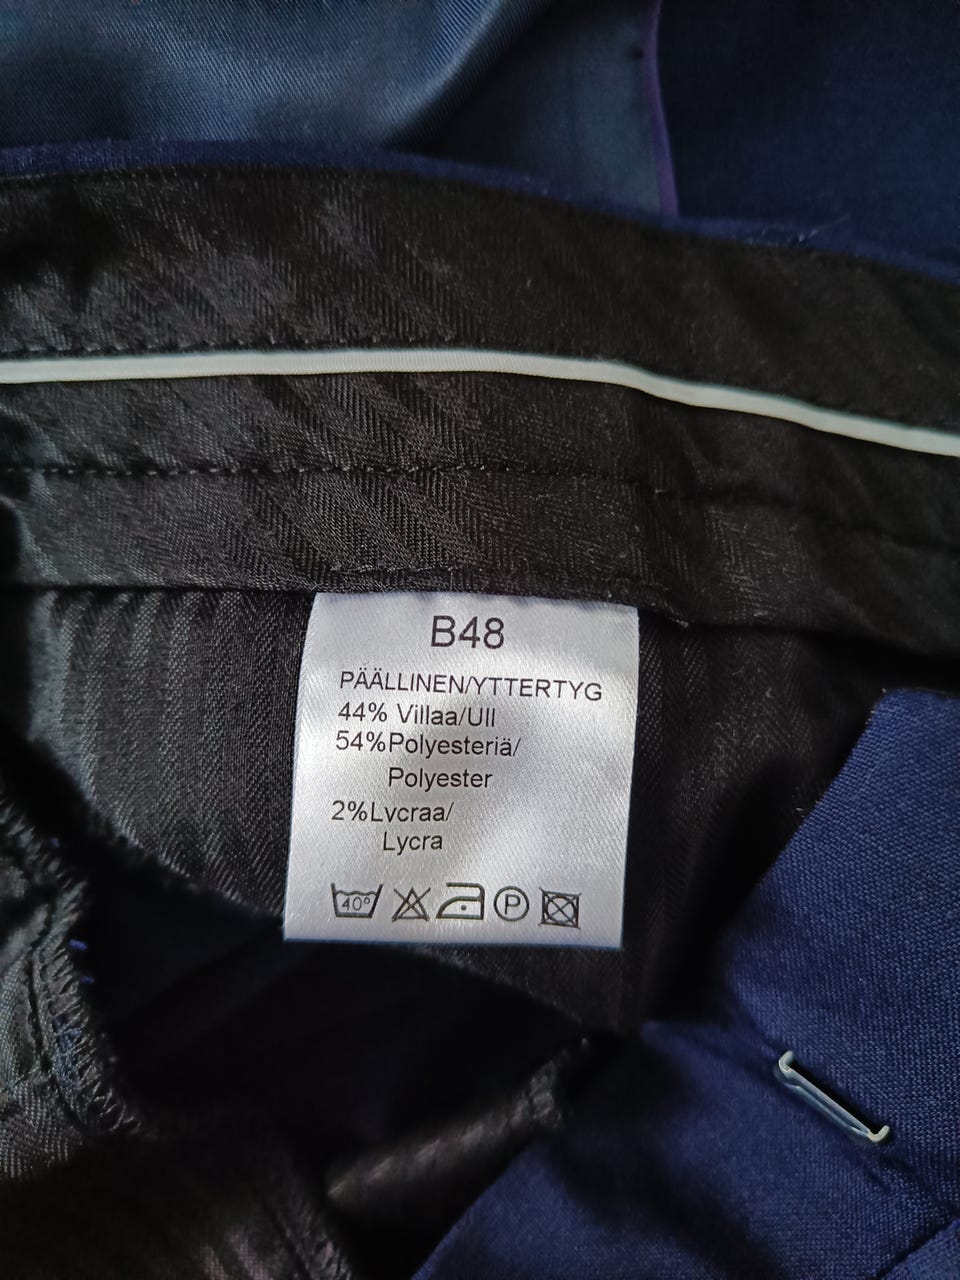 B48
PÄÄLLINEN/YTTERTYG
44% Villaa/Ull
54%Polyesteriä/
Polyester
2%Lycraa/
Lycra
40° P